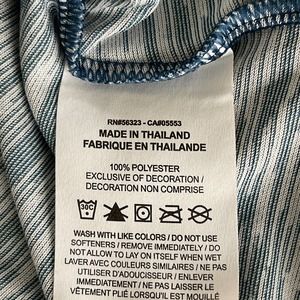 RN#56323 - CA#05553
MADE IN THAILAND
FABRIQUE EN THAILANDE
100% POLYESTER
EXCLUSIVE OF DECORATION /
DECORATION NON COMPRISE
30C
WASH WITH LIKE COLORS / DO NOT USE
SOFTENERS / REMOVE IMMEDIATELY / DO
NOT ALLOW TO LAY ON ITSELF WHEN WET
LAVER AVEC COULEURS SIMILAIRES / NE PAS
UTILISER D'ADOUCISSEUR / ENLEVER
IMMÉDIATEMENT / NE PAS LAISSER LE
VÊTEMENT PLIÉ LORSQU'IL EST MOUILLÉ